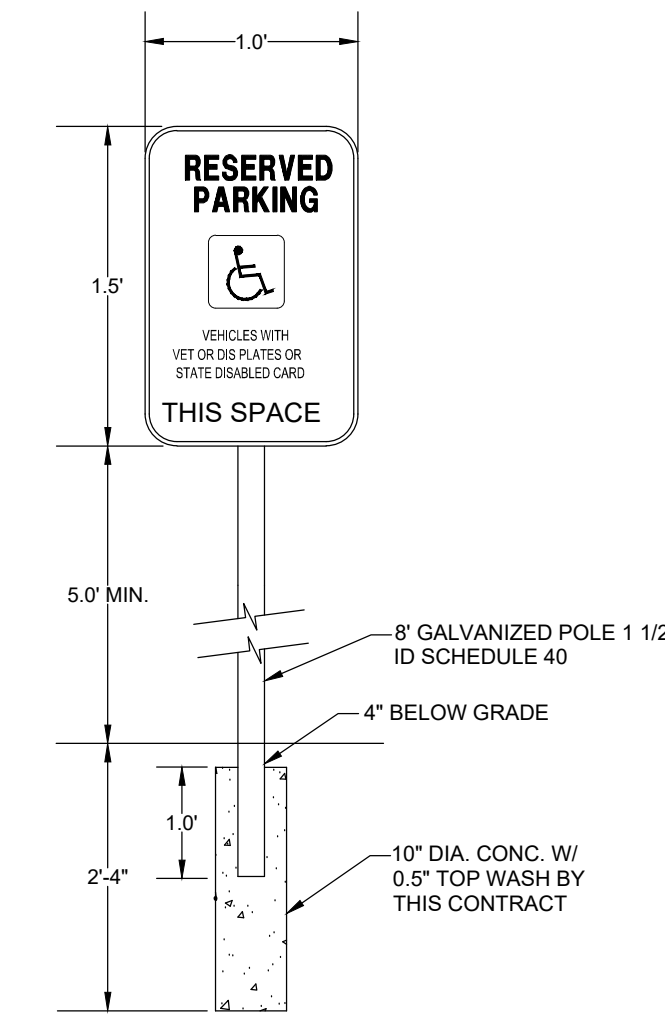 1.0'
RESERVED
PARKING
1.5'
VEHICLES WITH
VET OR DIS PLATES OR
STATE DISABLED CARD
THIS SPACE
5.0' MIN.
8' GALVANIZED POLE 1 1/2
ID SCHEDULE 40
4" BELOW GRADE
1.0'
2'-4"
10" DIA. CONC. W/
0.5" TOP WASH BY
THIS CONTRACT